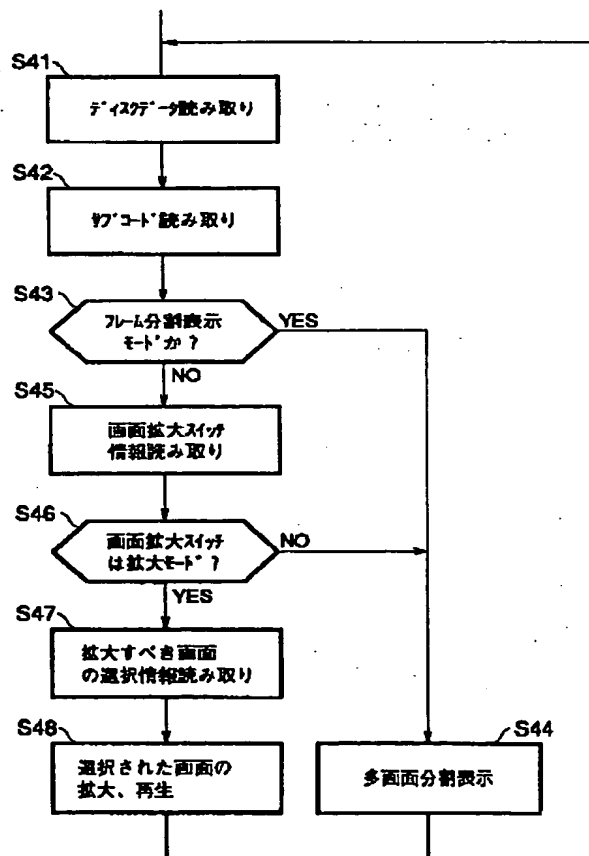 S41
ディスクデータ読み取り
S42
サブコード読み取り
S43
フレーム分割表示
モードか?
YES
NO
S45
画面拡大スイッチ
情報読み取り
S46
画面拡大スイッチ
は拡大モード?
NO
YES
S47
拡大すべき画面
の選択情報読み取り
S48
選択された画面の
拡大、再生
S44
多画面分割表示